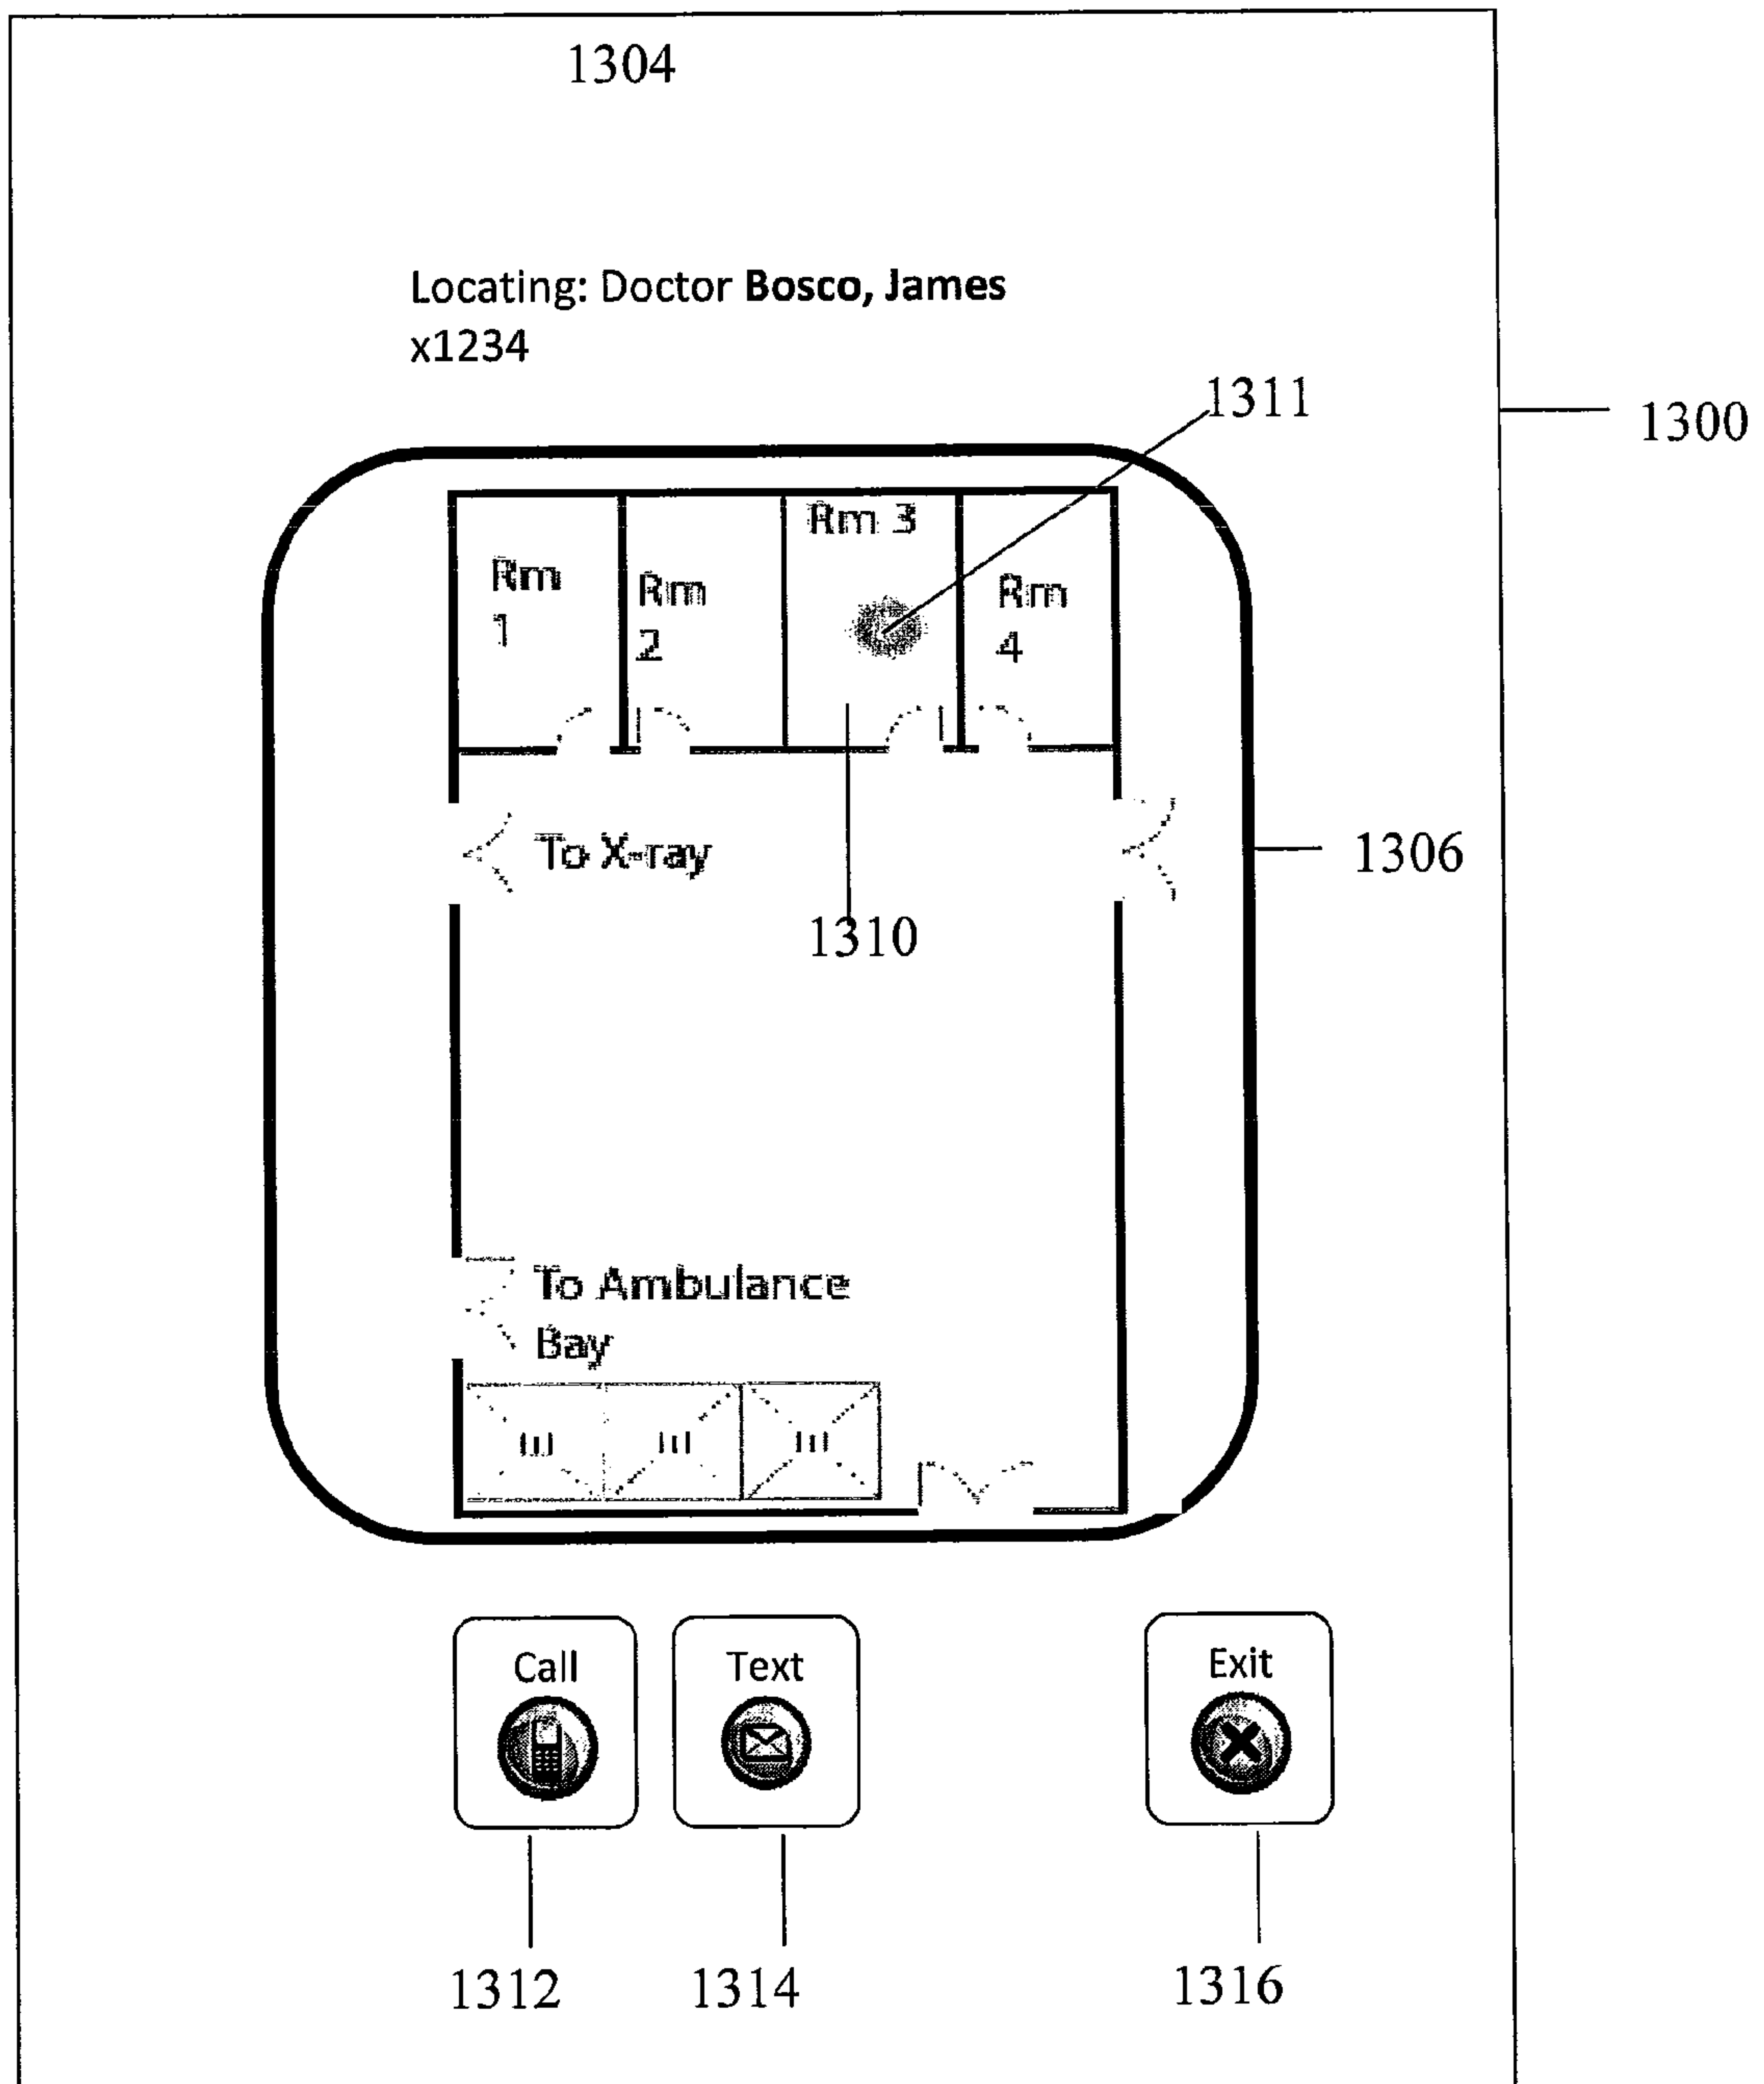 1304
Locating: Doctor Bosco, James
x1234
1311
1300
Rm 3
Rm
1
Rm
2
Rm
4
To X-ray
1306
1310
To Ambulance
Bay
Call
Text
Exit
1312
1314
1316